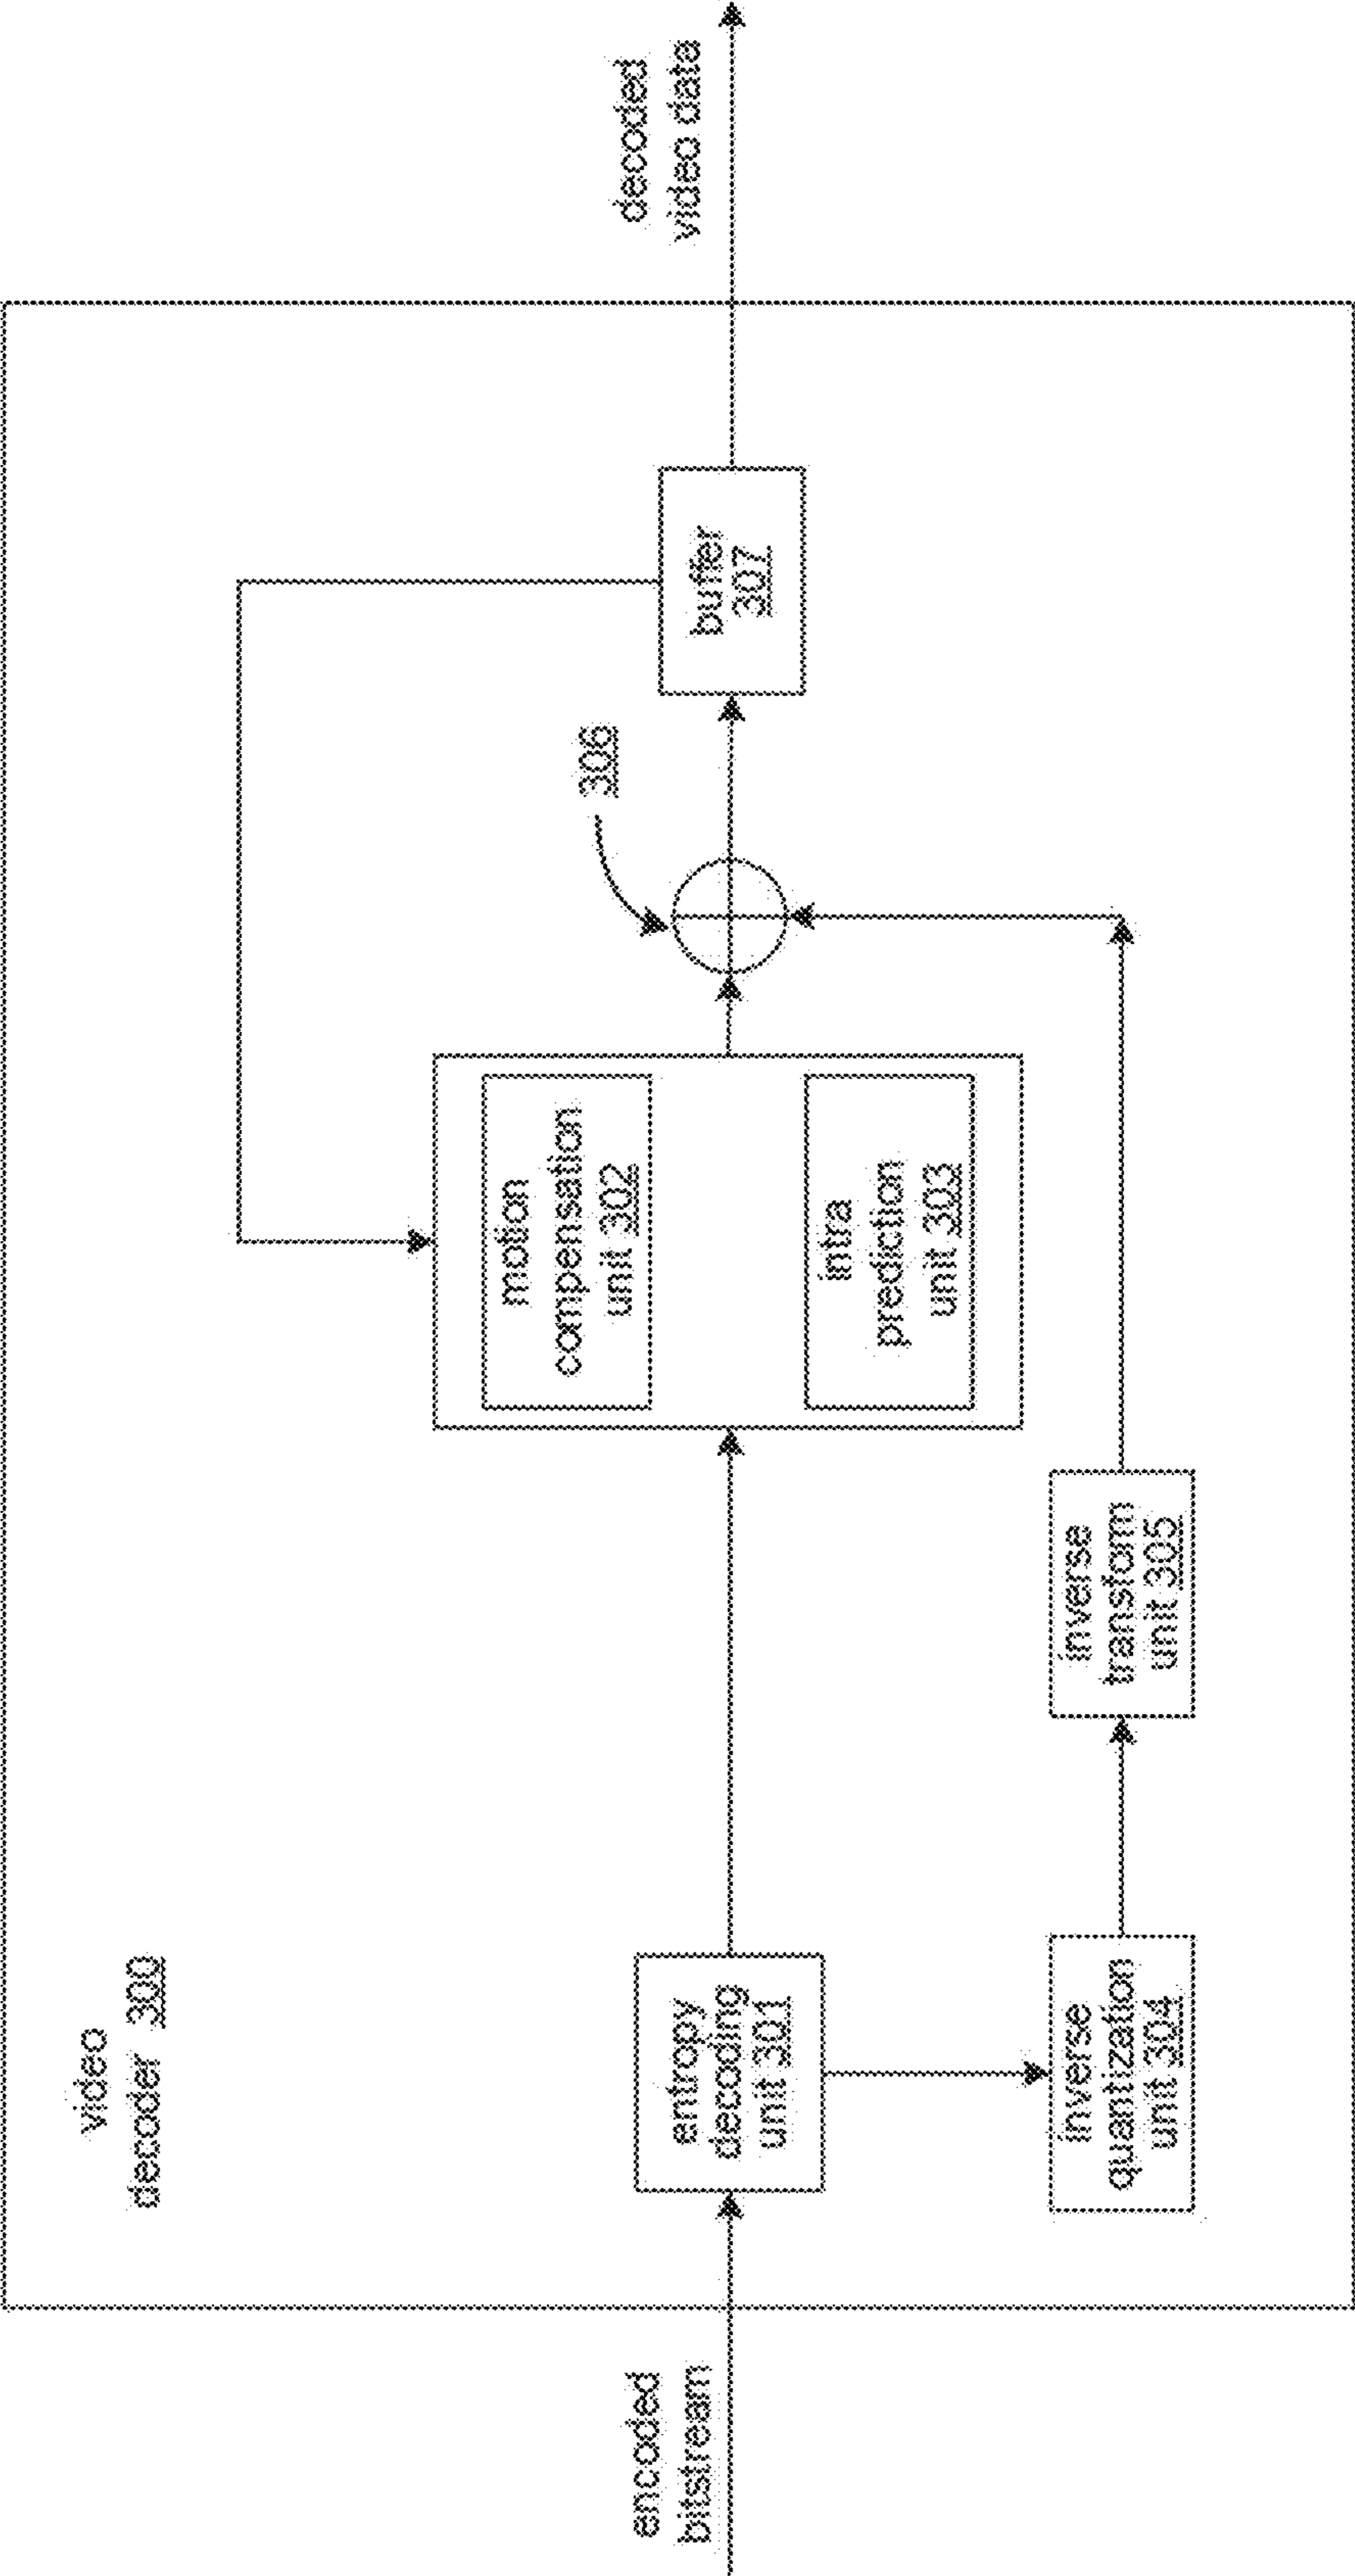 video
decoder 300
encoded
bitstream
entropy
decoding
unit 301
inverse
quantization
unit 304
inverse
transform
unit 305
motion
compensation
unit 302
intra
prediction
unit 303
306
buffer
307
decoded
video data